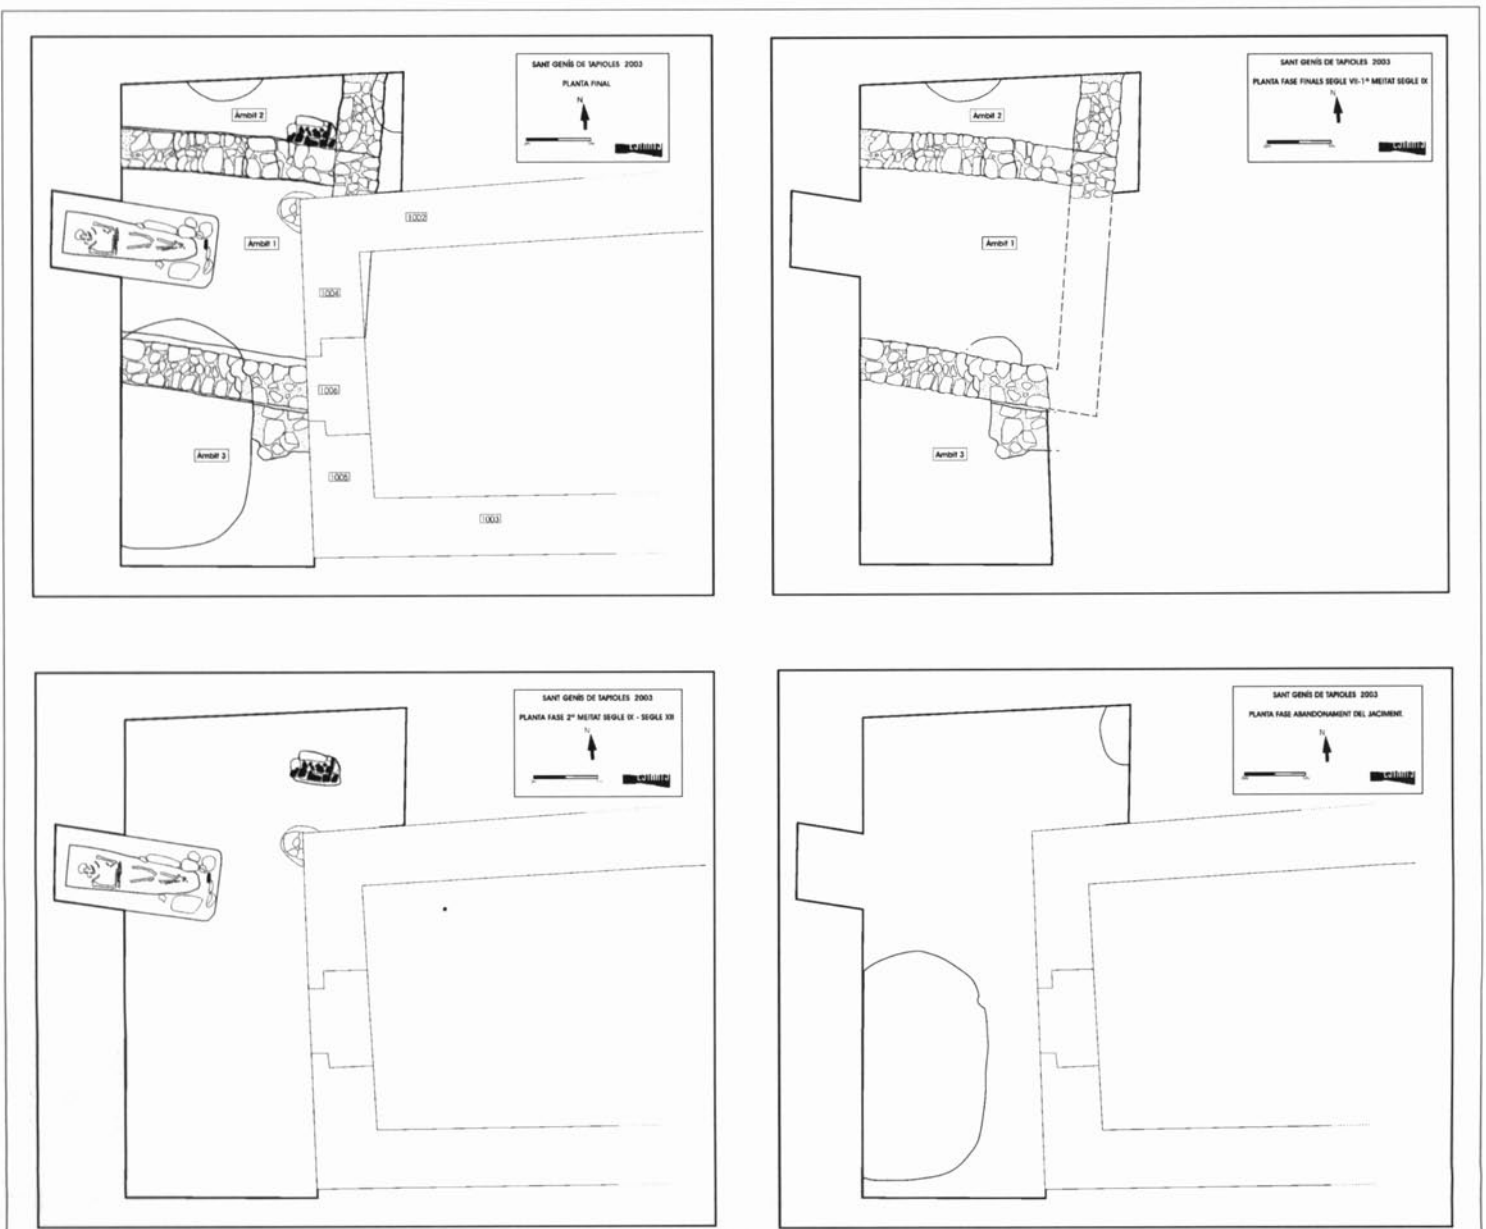 SANT GENÍS DE TAPIOLES 2003
PLANTA FINAL
N
Àmbit 2
Àmbit 1
1002
1004
1006
Àmbit 3
1005
1003
SANT GENÍS DE TAPIOLES 2003
PLANTA FASE FINALS SEGLE VII-1ª MEITAT SEGLE IX
N
Àmbit 2
Àmbit 1
Àmbit 3
SANT GENÍS DE TAPIOLES 2003
PLANTA FASE 2ª MEITAT SEGLE IX - SEGLE XII
N
SANT GENÍS DE TAPIOLES 2003
PLANTA FASE ABANDONAMENT DEL JACIMENT.
N